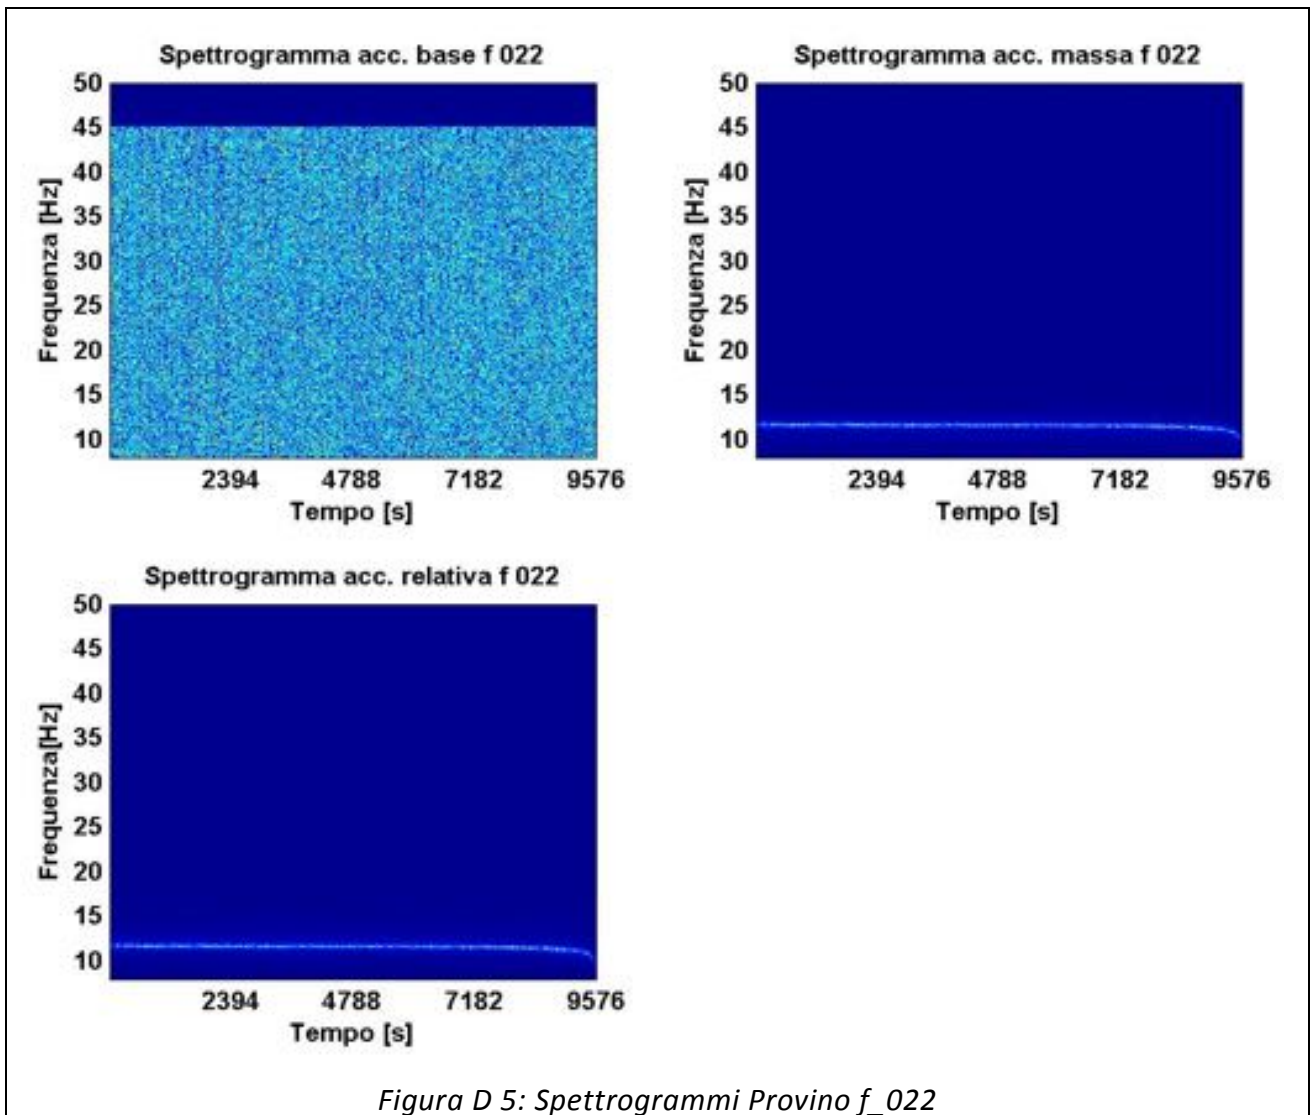 Spettrogramma acc. base f 022
50
45
40
35
30
25
20
15
10
Frequenza [Hz]
2394 4788 7182 9576
Tempo [s]
Spettrogramma acc. massa f 022
50
45
40
35
30
25
20
15
10
Frequenza [Hz]
2394 4788 7182 9576
Tempo [s]
Spettrogramma acc. relativa f 022
50
45
40
35
30
25
20
15
10
Frequenza[Hz]
2394 4788 7182 9576
Tempo [s]
Figura D 5: Spettrogrammi Provino f_022